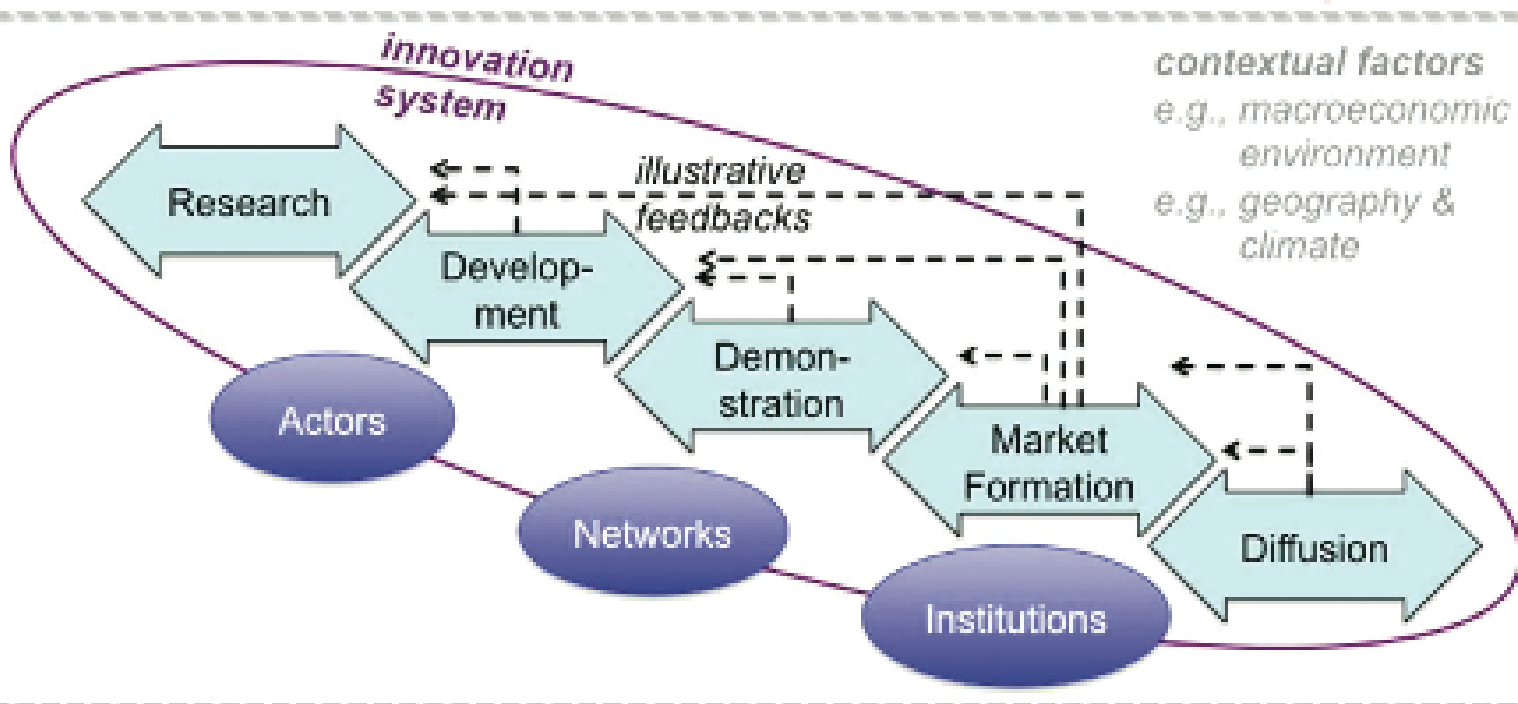 innovation
system
contextual factors
e.g., macroeconomic
environment
e.g., geography &
climate
illustrative
feedbacks
Research
Develop-
ment
Demon-
stration
Market
Formation
Diffusion
Actors
Networks
Institutions